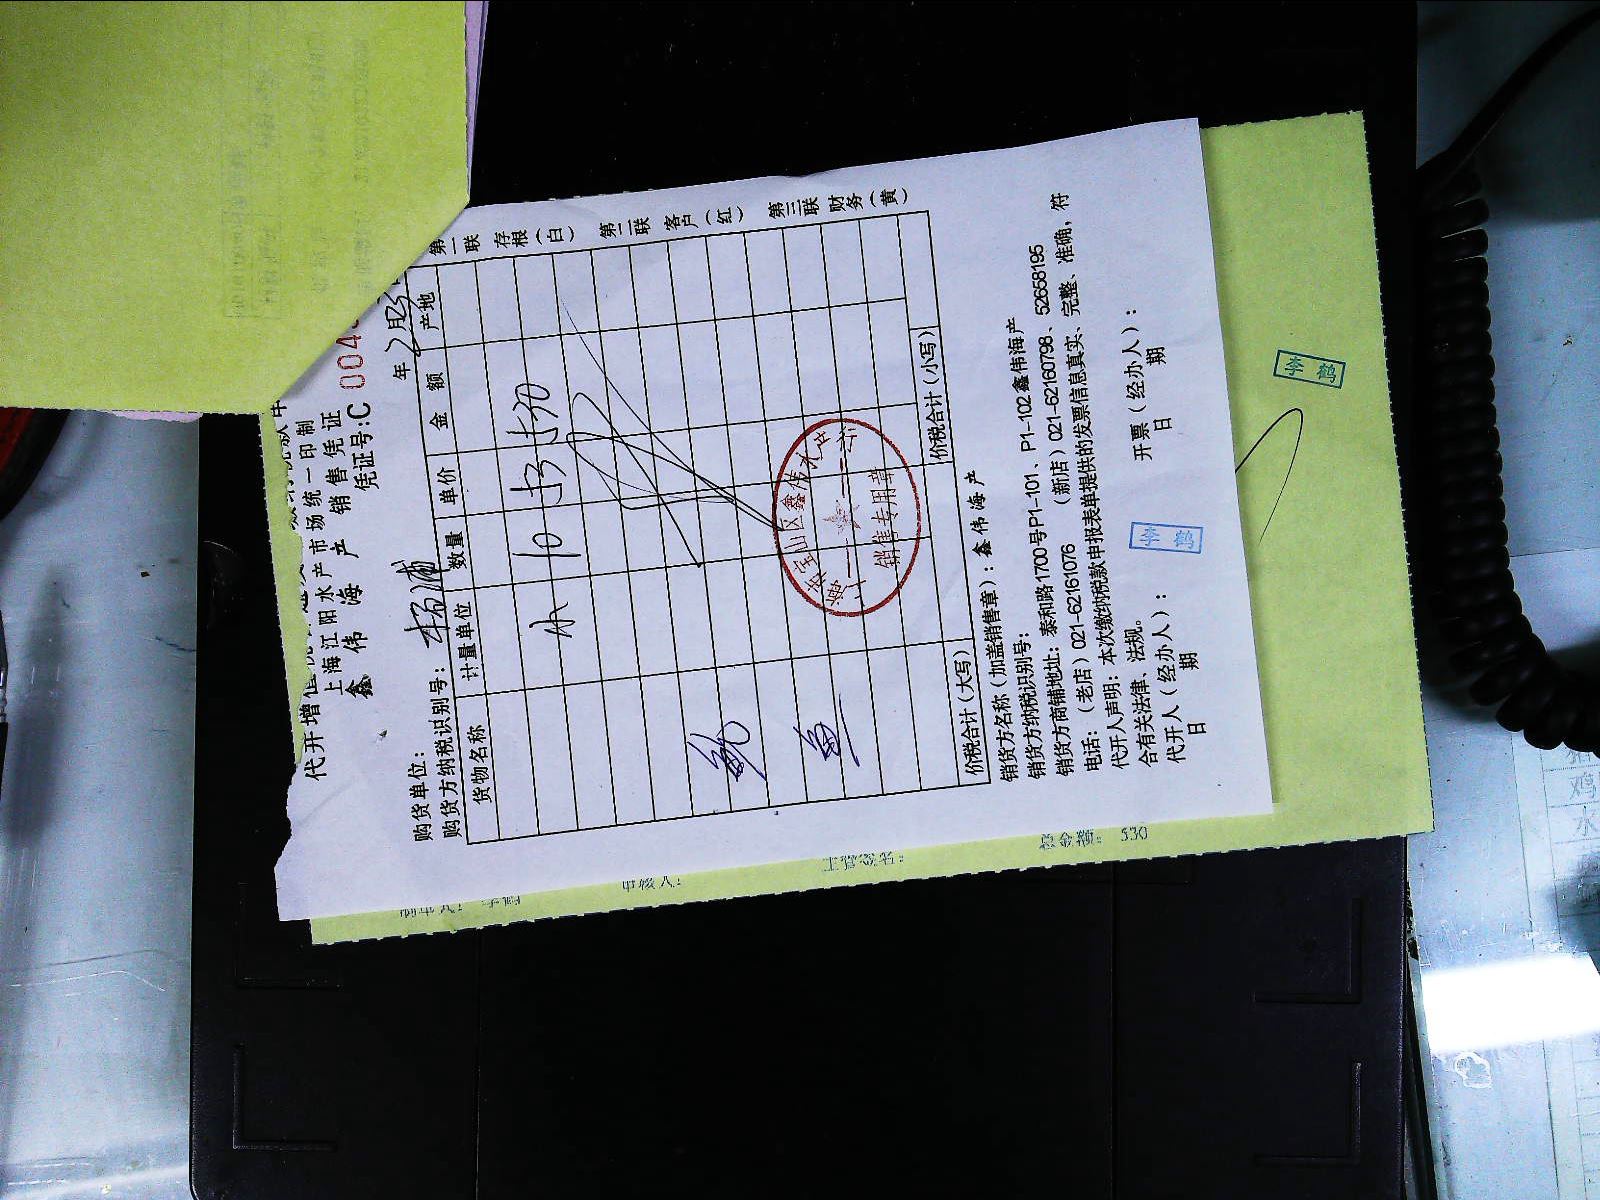 代开增值税
上海江阳水产市场统一印制
鑫伟海产销售凭证
凭证号:C 004
购货单位: 杨浦
年2月
购货方纳税识别号:
货物名称 计量单位 数量 单价 金额 产地
10 53 530
鲍
鱼
价税合计(大写) 价税合计(小写)
第一联 存根(白) 第二联 客户(红) 第三联 财务(黄)
销售专用章
销货方名称(加盖销售章):鑫伟海产
销货方纳税识别号:
销货方商铺地址:泰和路1700号P1-101、P1-102鑫伟海产
电话:(老店)021-62161076 (新店)021-62160798、52658195
代开人声明:本次缴纳税款申报表单提供的发票信息真实、完整、准确,符
合有关法律、法规。
代开人(经办人): 开票(经办人):
日期 日期
李鹤
李鹤
审核人:
530
鸡
水